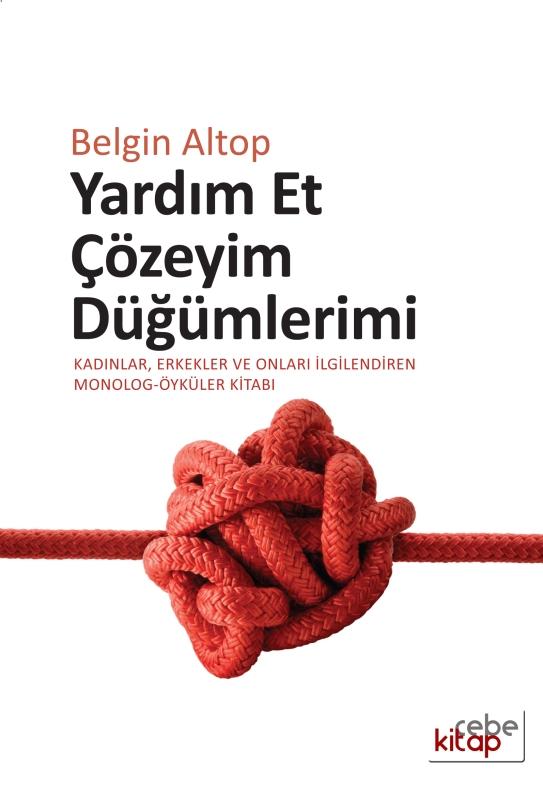 Belgin Altop
Yardım Et
Çözeyim
Düğümlerimi
KADINLAR, ERKEKLER VE ONLARI İLGİLENDİREN
MONOLOG-ÖYKÜLER KİTABI
cebe
kitap